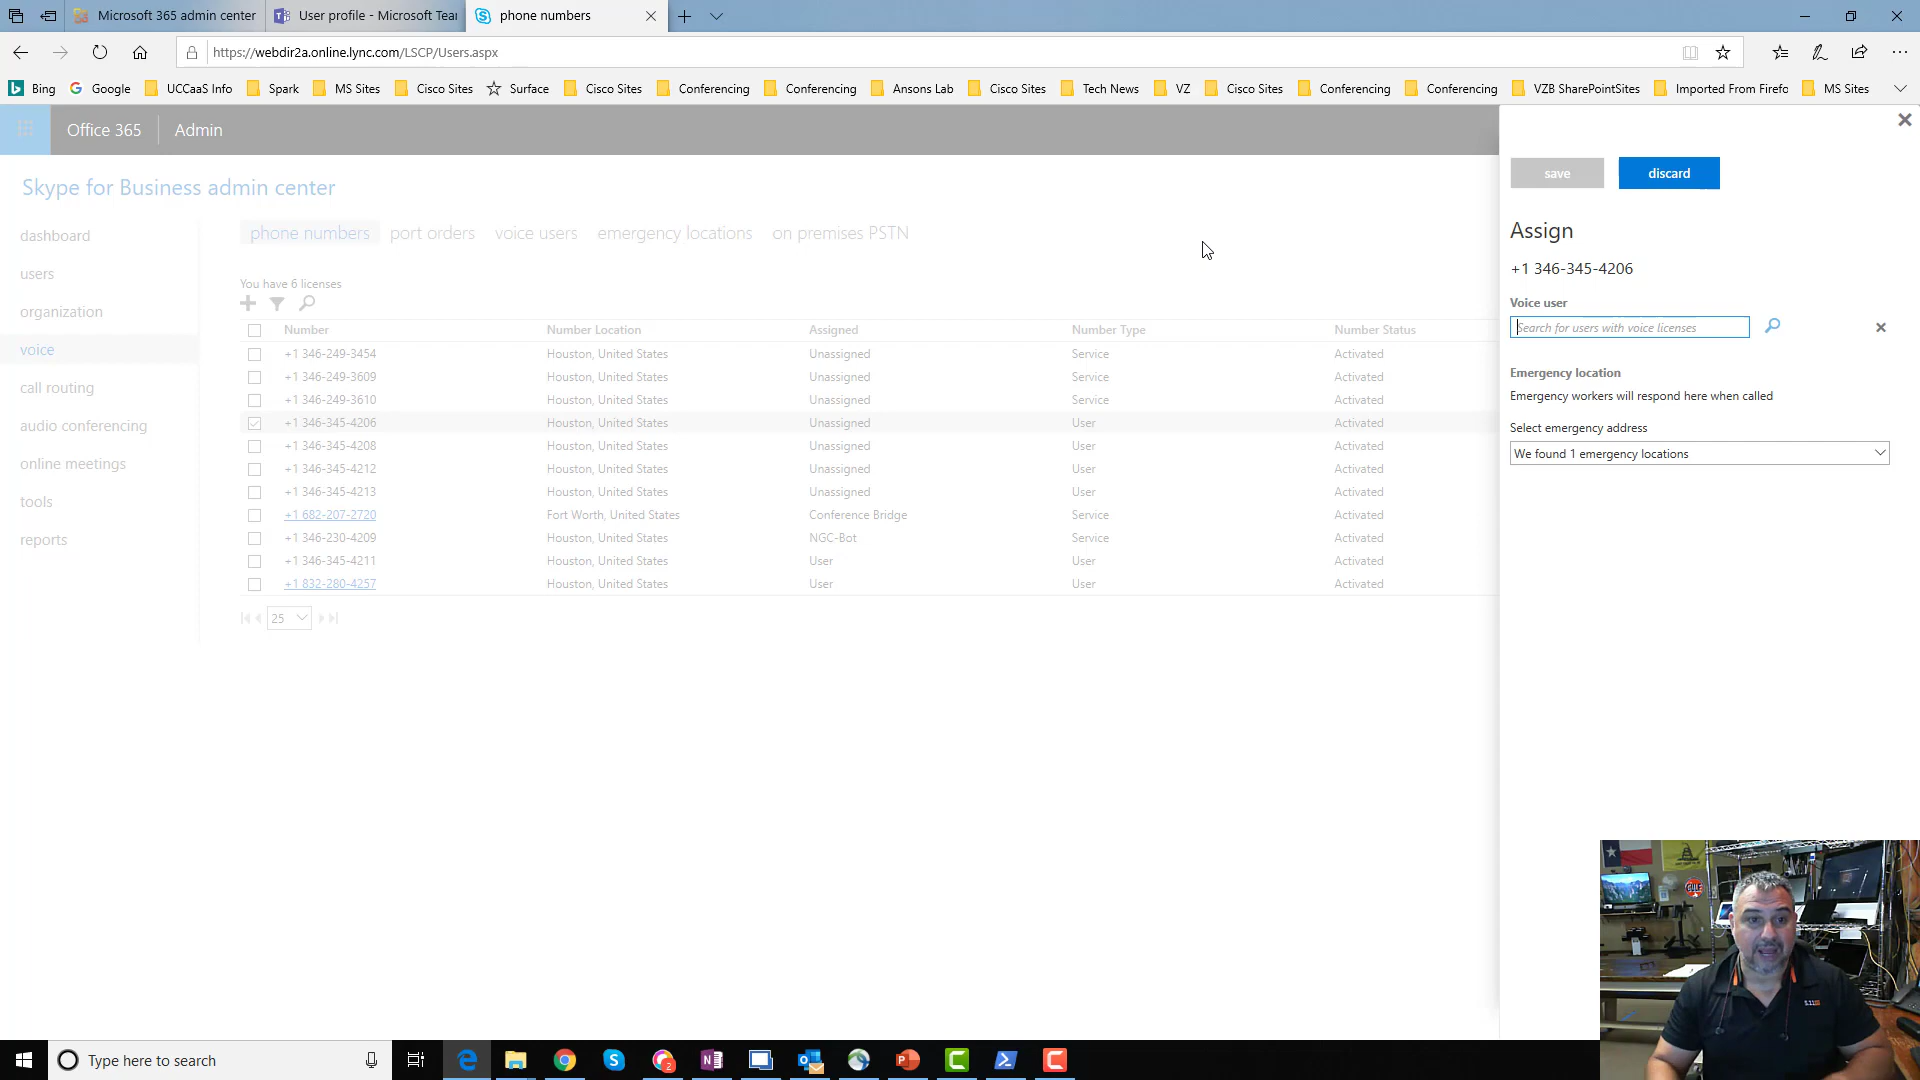 Microsoft 365 admin center
User profile - Microsoft Tea
phone numbers
https://webdir2a.online.lync.com/LSCP/Users.aspx
Bing
Google
UCCaaS Info
Spark
MS Sites
Cisco Sites
Surface
Cisco Sites
Conferencing
Conferencing
Ansons Lab
Cisco Sites
Tech News
VZ
Cisco Sites
Conferencing
Conferencing
VZB SharePointSites
Imported From Firefo
MS Sites
Office 365
Admin
Skype for Business admin center
dashboard
users
organization
voice
call routing
audio conferencing
online meetings
tools
reports
phone numbers port orders voice users emergency locations on premises PSTN
You have 6 licenses
Number Number Location Assigned Number Type Number Status
+1 346-249-3454 Houston, United States Unassigned Service Activated
+1 346-249-3609 Houston, United States Unassigned Service Activated
+1 346-249-3610 Houston, United States Unassigned Service Activated
+1 346-345-4206 Houston, United States Unassigned User Activated
+1 346-345-4208 Houston, United States Unassigned User Activated
+1 346-345-4212 Houston, United States Unassigned User Activated
+1 346-345-4213 Houston, United States Unassigned User Activated
+1 682-207-2720 Fort Worth, United States Conference Bridge Service Activated
+1 346-230-4209 Houston, United States NGC-Bot Service Activated
+1 346-345-4211 Houston, United States User User Activated
+1 832-280-4257 Houston, United States User User Activated
25
save
discard
Assign
+1 346-345-4206
Voice user
Search for users with voice licenses
Emergency location
Emergency workers will respond here when called
Select emergency address
We found 1 emergency locations
Type here to search